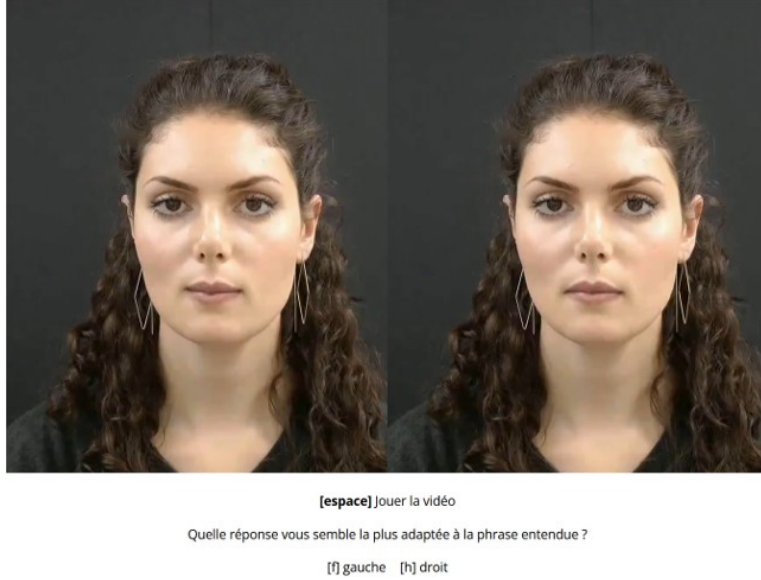 [espace] Jouer la vidéo
Quelle réponse vous semble la plus adaptée à la phrase entendue ?
[f] gauche [h] droit